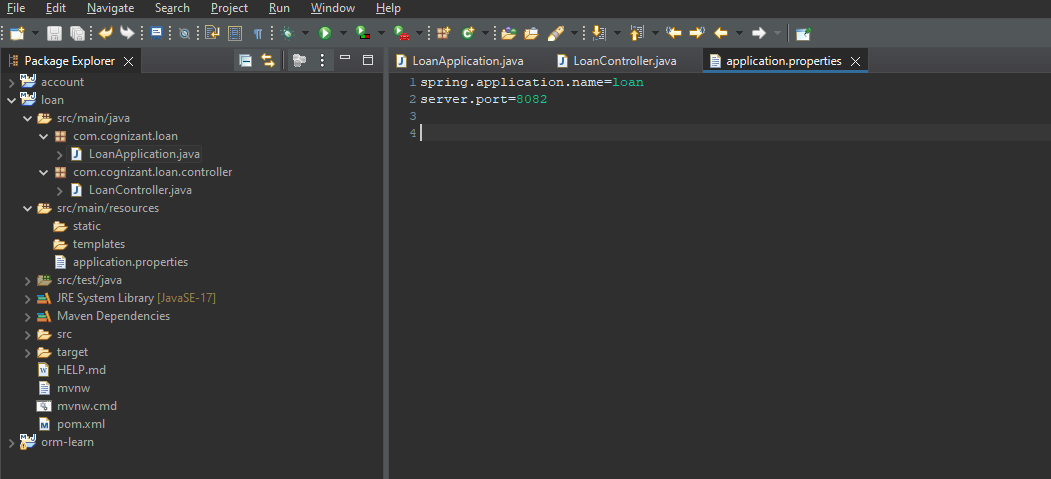 File Edit Navigate Search Project Run Window Help
Package Explorer
LoanApplication.java LoanController.java application.properties
account
loan
src/main/java
com.cognizant.loan
LoanApplication.java
com.cognizant.loan.controller
LoanController.java
src/main/resources
static
templates
application.properties
src/test/java
JRE System Library [JavaSE-17]
Maven Dependencies
src
target
HELP.md
mvnw
mvnw.cmd
pom.xml
orm-learn
1 spring.application.name=loan
2 server.port=8082
3
4